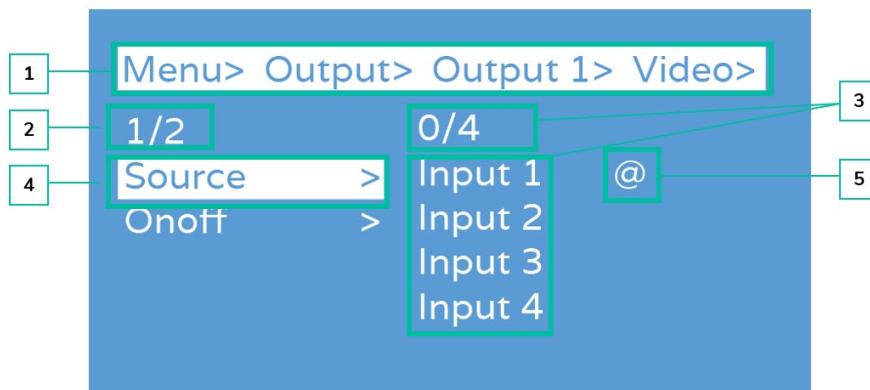 1 Menu> Output> Output 1> Video>
2 1/2 0/4 3
4 Source > Input 1 @ 5
Onoff > Input 2
Input 3
Input 4